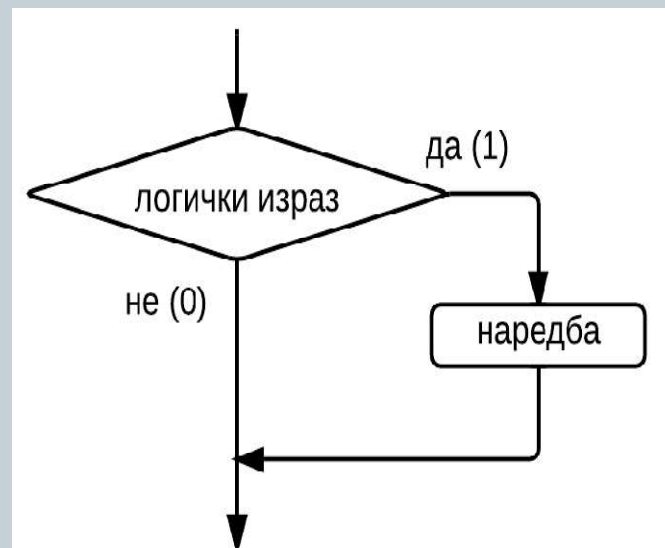 да (1)
логички израз
не (0)
наредба